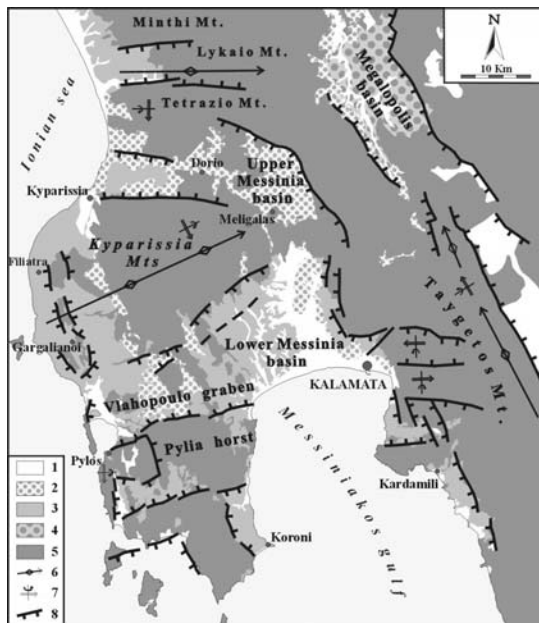 Minthi Mt.
N
Lykaio Mt.
10 Km
Megalopolis
basin
Ionian sea
Tetrazio Mt.
Dorio
Upper
Messinia
basin
Kyparissia
Meligalas
Kyparissia
Mts
Filiatra
Taygetos Mt.
Gargalianoi
Lower Messinia
basin
KALAMATA
Vlahopoulo graben
Pylia horst
Messiniakos gulf
Pylos
Kardamili
Koroni
1
2
3
4
5
6
7
8